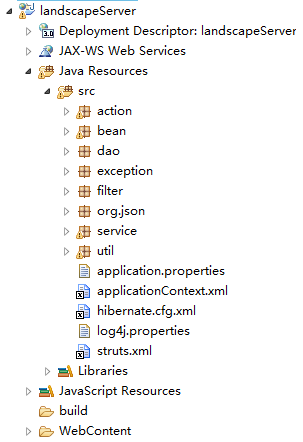 landscapeServer
Deployment Descriptor: landscapeServer
JAX-WS Web Services
Java Resources
src
action
bean
dao
exception
filter
org.json
service
util
application.properties
applicationContext.xml
hibernate.cfg.xml
log4j.properties
struts.xml
Libraries
JavaScript Resources
build
WebContent